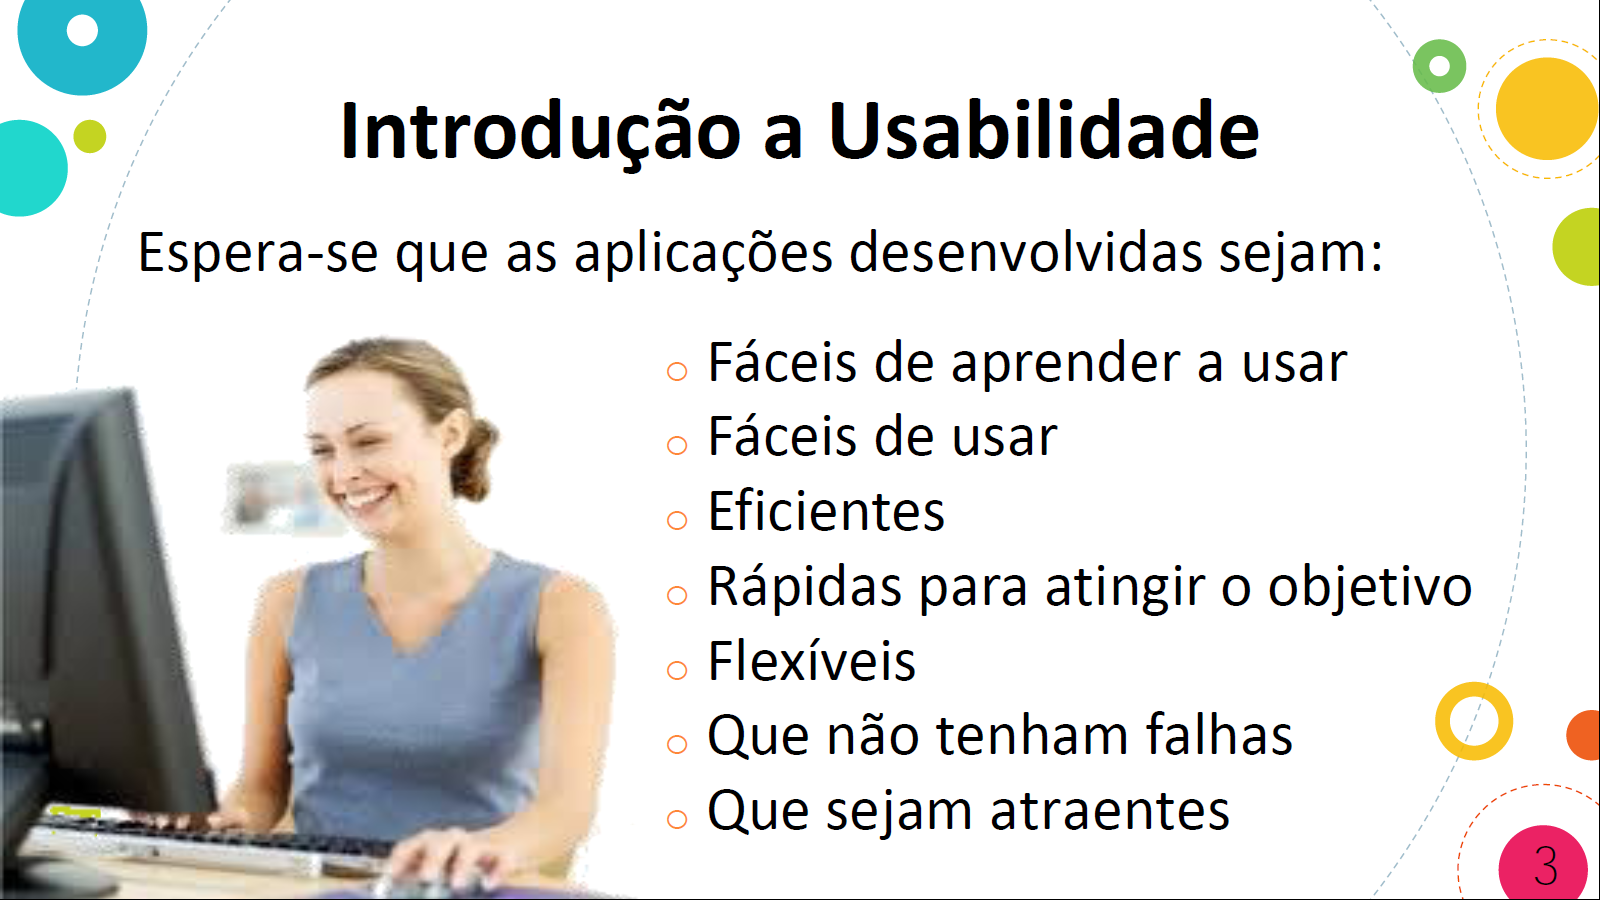 Introdução a Usabilidade
Espera-se que as aplicações desenvolvidas sejam:
Fáceis de aprender a usar
Fáceis de usar
Eficientes
Rápidas para atingir o objetivo
Flexíveis
Que não tenham falhas
Que sejam atraentes
3